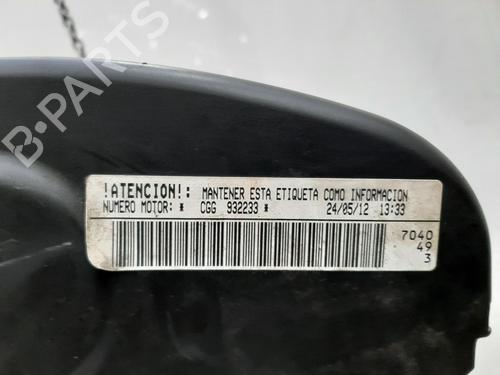 B-PARTS
!ATENCION!: MANTENER ESTA ETIQUETA COMO INFORMACION
NUMERO MOTOR: * CGG 932233 * 24/05/12 13:33
7040
49
3